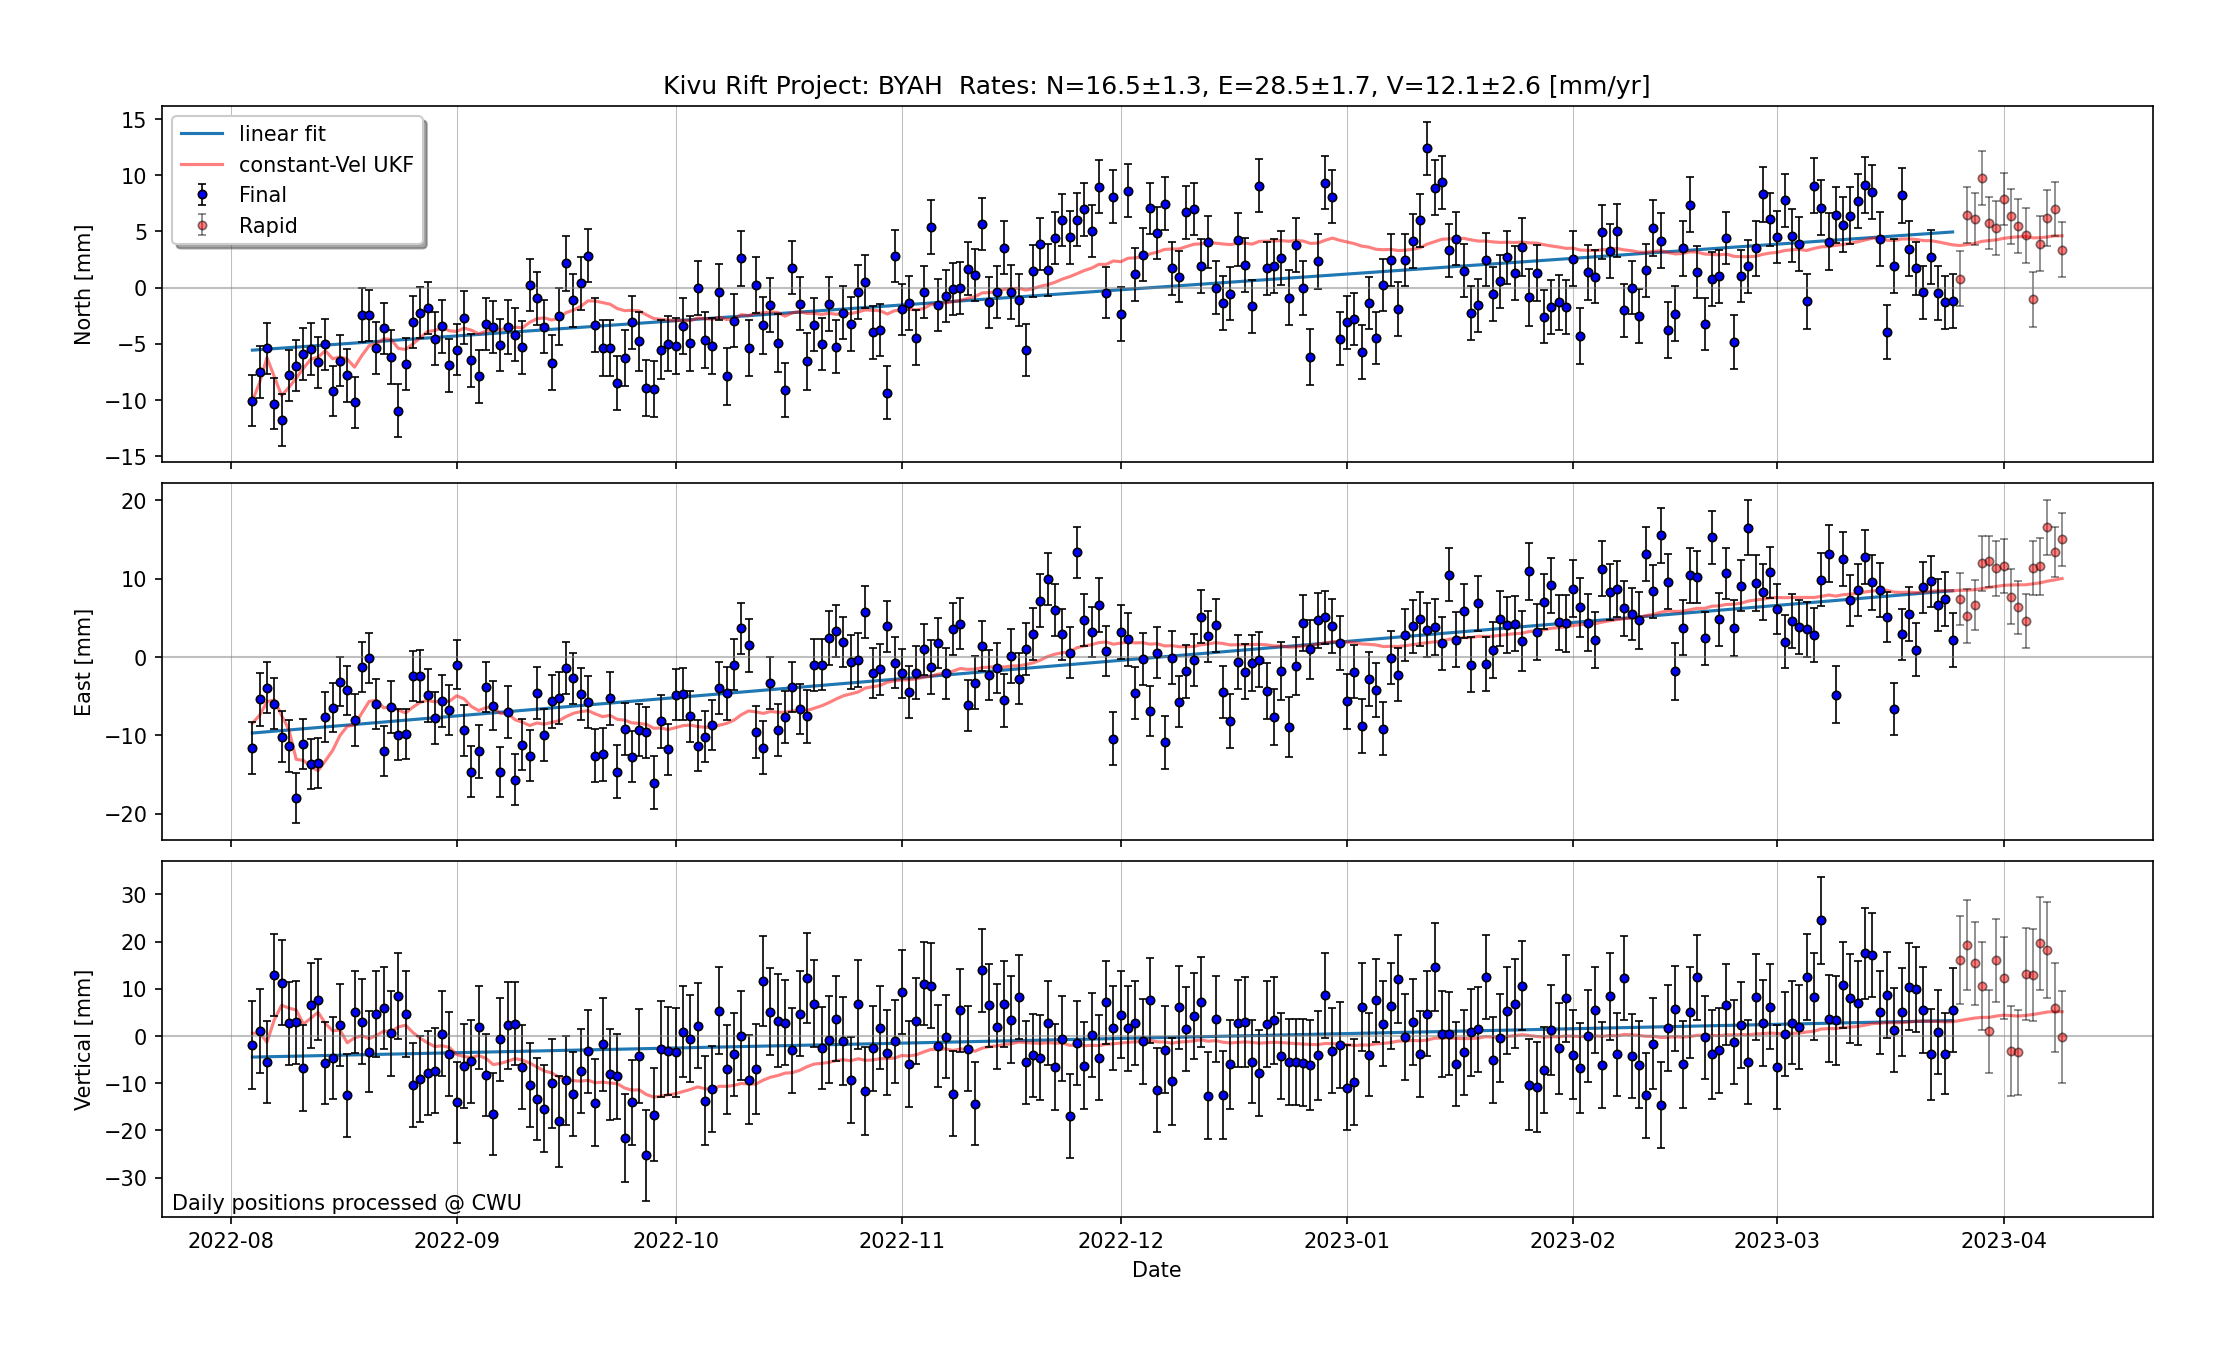 Kivu Rift Project: BYAH  Rates: N=16.5±1.3, E=28.5±1.7, V=12.1±2.6 [mm/yr]
linear fit
constant-Vel UKF
Final
Rapid
North [mm]
15
10
5
0
−5
−10
−15
East [mm]
20
10
0
−10
−20
Vertical [mm]
30
20
10
0
−10
−20
−30
Daily positions processed @ CWU
2022-08 2022-09 2022-10 2022-11 2022-12 2023-01 2023-02 2023-03 2023-04
Date